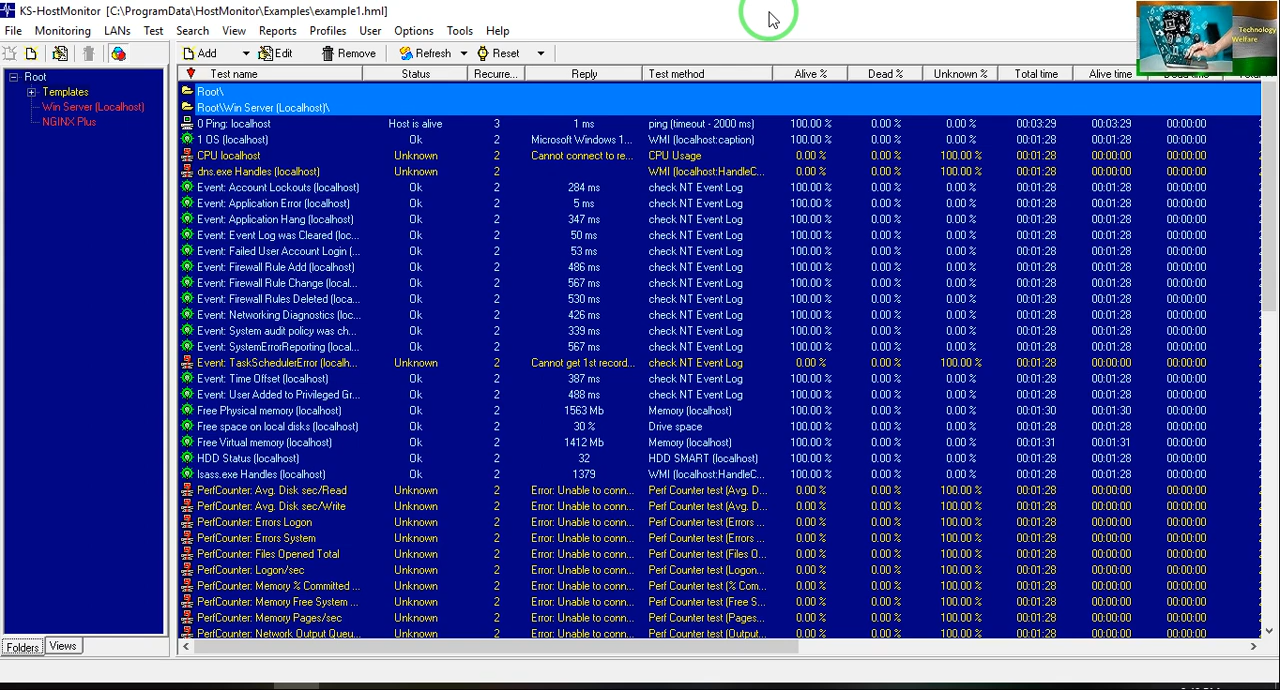 KS-HostMonitor [C:\ProgramData\HostMonitor\Examples\example1.hml]
File Monitoring LANs Test Search View Reports Profiles User Options Tools Help
Technology Welfare
Add Edit Remove Refresh Reset
Root
Templates
Win Server (Localhost)
NGINX Plus
Test name Status Recurre... Reply Test method Alive % Dead % Unknown % Total time Alive time
Root\
Root\Win Server (Localhost)\
0 Ping: localhost Host is alive 3 1 ms ping (timeout - 2000 ms) 100.00 % 0.00 % 0.00 % 00:03:29 00:03:29 00:00:00
1 OS (localhost) Ok 2 Microsoft Windows 1... WMI (localhost:caption) 100.00 % 0.00 % 0.00 % 00:01:28 00:01:28 00:00:00
CPU localhost Unknown 2 Cannot connect to re... CPU Usage 0.00 % 0.00 % 100.00 % 00:01:28 00:00:00 00:00:00
dns.exe Handles (localhost) Unknown 2 WMI (localhost:HandleC... 0.00 % 0.00 % 100.00 % 00:01:28 00:00:00 00:00:00
Event: Account Lockouts (localhost) Ok 2 284 ms check NT Event Log 100.00 % 0.00 % 0.00 % 00:01:28 00:01:28 00:00:00
Event: Application Error (localhost) Ok 2 5 ms check NT Event Log 100.00 % 0.00 % 0.00 % 00:01:28 00:01:28 00:00:00
Event: Application Hang (localhost) Ok 2 347 ms check NT Event Log 100.00 % 0.00 % 0.00 % 00:01:28 00:01:28 00:00:00
Event: Event Log was Cleared (loc... Ok 2 50 ms check NT Event Log 100.00 % 0.00 % 0.00 % 00:01:28 00:01:28 00:00:00
Event: Failed User Account Login (... Ok 2 53 ms check NT Event Log 100.00 % 0.00 % 0.00 % 00:01:28 00:01:28 00:00:00
Event: Firewall Rule Add (localhost) Ok 2 486 ms check NT Event Log 100.00 % 0.00 % 0.00 % 00:01:28 00:01:28 00:00:00
Event: Firewall Rule Change (local... Ok 2 567 ms check NT Event Log 100.00 % 0.00 % 0.00 % 00:01:28 00:01:28 00:00:00
Event: Firewall Rules Deleted (loca... Ok 2 530 ms check NT Event Log 100.00 % 0.00 % 0.00 % 00:01:28 00:01:28 00:00:00
Event: Networking Diagnostics (loc... Ok 2 426 ms check NT Event Log 100.00 % 0.00 % 0.00 % 00:01:28 00:01:28 00:00:00
Event: System audit policy was ch... Ok 2 339 ms check NT Event Log 100.00 % 0.00 % 0.00 % 00:01:28 00:01:28 00:00:00
Event: SystemErrorReporting (local... Ok 2 567 ms check NT Event Log 100.00 % 0.00 % 0.00 % 00:01:28 00:01:28 00:00:00
Event: TaskSchedulerError (localh... Unknown 2 Cannot get 1st record... check NT Event Log 0.00 % 0.00 % 100.00 % 00:01:28 00:00:00 00:00:00
Event: Time Offset (localhost) Ok 2 387 ms check NT Event Log 100.00 % 0.00 % 0.00 % 00:01:28 00:01:28 00:00:00
Event: User Added to Privileged Gr... Ok 2 488 ms check NT Event Log 100.00 % 0.00 % 0.00 % 00:01:28 00:01:28 00:00:00
Free Physical memory (localhost) Ok 2 1563 Mb Memory (localhost) 100.00 % 0.00 % 0.00 % 00:01:30 00:01:30 00:00:00
Free space on local disks (localhost) Ok 2 30 % Drive space 100.00 % 0.00 % 0.00 % 00:01:28 00:01:28 00:00:00
Free Virtual memory (localhost) Ok 2 1412 Mb Memory (localhost) 100.00 % 0.00 % 0.00 % 00:01:31 00:01:31 00:00:00
HDD Status (localhost) Ok 2 32 HDD SMART (localhost) 100.00 % 0.00 % 0.00 % 00:01:28 00:01:28 00:00:00
lsass.exe Handles (localhost) Ok 2 1379 WMI (localhost:HandleC... 100.00 % 0.00 % 0.00 % 00:01:28 00:01:28 00:00:00
PerfCounter: Avg. Disk sec/Read Unknown 2 Error: Unable to conn... Perf Counter test (Avg. D... 0.00 % 0.00 % 100.00 % 00:01:28 00:00:00 00:00:00
PerfCounter: Avg. Disk sec/Write Unknown 2 Error: Unable to conn... Perf Counter test (Avg. D... 0.00 % 0.00 % 100.00 % 00:01:28 00:00:00 00:00:00
PerfCounter: Errors Logon Unknown 2 Error: Unable to conn... Perf Counter test (Errors ... 0.00 % 0.00 % 100.00 % 00:01:28 00:00:00 00:00:00
PerfCounter: Errors System Unknown 2 Error: Unable to conn... Perf Counter test (Errors ... 0.00 % 0.00 % 100.00 % 00:01:28 00:00:00 00:00:00
PerfCounter: Files Opened Total Unknown 2 Error: Unable to conn... Perf Counter test (Files O... 0.00 % 0.00 % 100.00 % 00:01:28 00:00:00 00:00:00
PerfCounter: Logon/sec Unknown 2 Error: Unable to conn... Perf Counter test (Logon... 0.00 % 0.00 % 100.00 % 00:01:28 00:00:00 00:00:00
PerfCounter: Memory % Committed ... Unknown 2 Error: Unable to conn... Perf Counter test (% Com... 0.00 % 0.00 % 100.00 % 00:01:28 00:00:00 00:00:00
PerfCounter: Memory Free System ... Unknown 2 Error: Unable to conn... Perf Counter test (Free S... 0.00 % 0.00 % 100.00 % 00:01:28 00:00:00 00:00:00
PerfCounter: Memory Pages/sec Unknown 2 Error: Unable to conn... Perf Counter test (Pages... 0.00 % 0.00 % 100.00 % 00:01:28 00:00:00 00:00:00
PerfCounter: Network Output Queu... Unknown 2 Error: Unable to conn... Perf Counter test (Output... 0.00 % 0.00 % 100.00 % 00:01:28 00:00:00 00:00:00
Folders Views